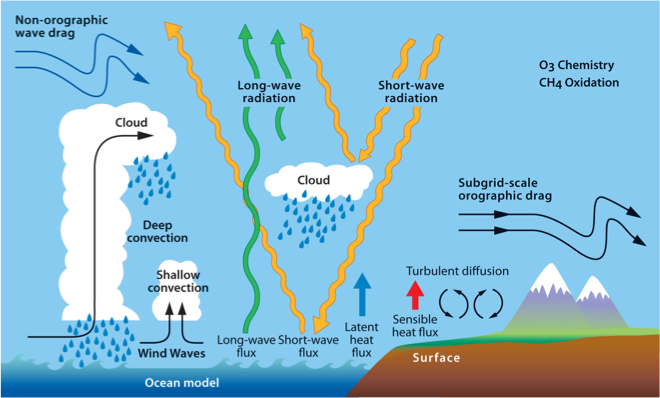 Non-orographic
wave drag
Long-wave
radiation
Short-wave
radiation
O3 Chemistry
CH4 Oxidation
Cloud
Cloud
Subgrid-scale
orographic drag
Deep
convection
Shallow
convection
Turbulent diffusion
Sensible
heat flux
Latent
heat
flux
Long-wave
flux
Short-wave
flux
Wind Waves
Surface
Ocean model